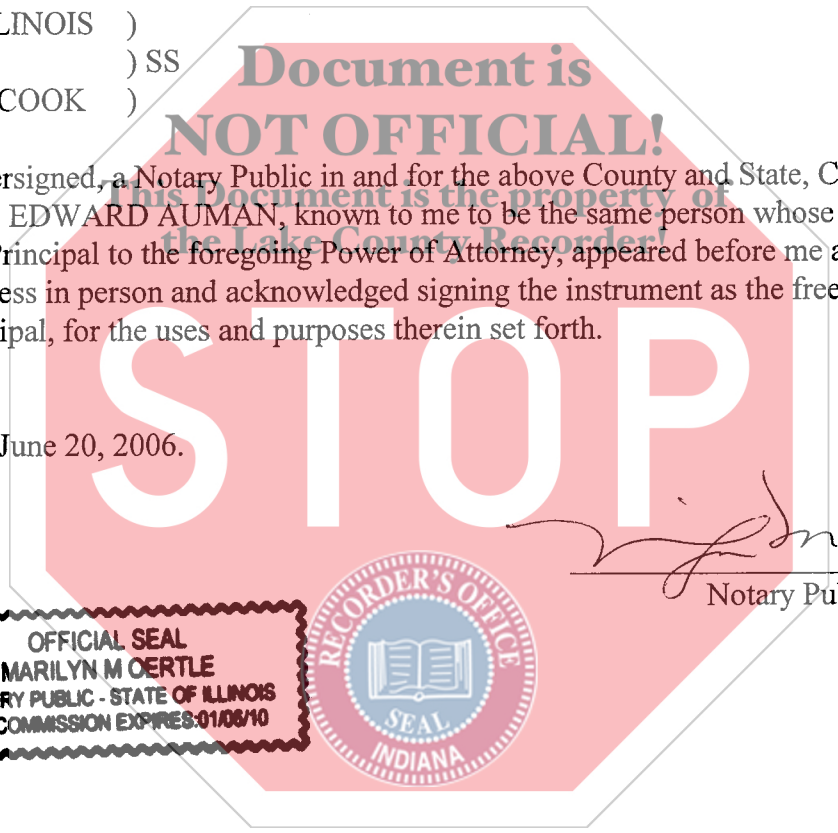 LINOIS )
) SS
COOK )
Document is
NOT OFFICIAL!
ersigned, a Notary Public in and for the above County and State, C
This Document is the property of
EDWARD AUMAN, known to me to be the same person whose
the Lake County Recorder!
Principal to the foregoing Power of Attorney, appeared before me a
ess in person and acknowledged signing the instrument as the free
ipal, for the uses and purposes therein set forth.
STOP
June 20, 2006.
Notary Pu
OFFICIAL SEAL
MARILYN M OERTLE
RY PUBLIC - STATE OF ILLINOIS
COMMISSION EXPIRES:01/06/10
RECORDER'S OFFICE
SEAL
INDIANA